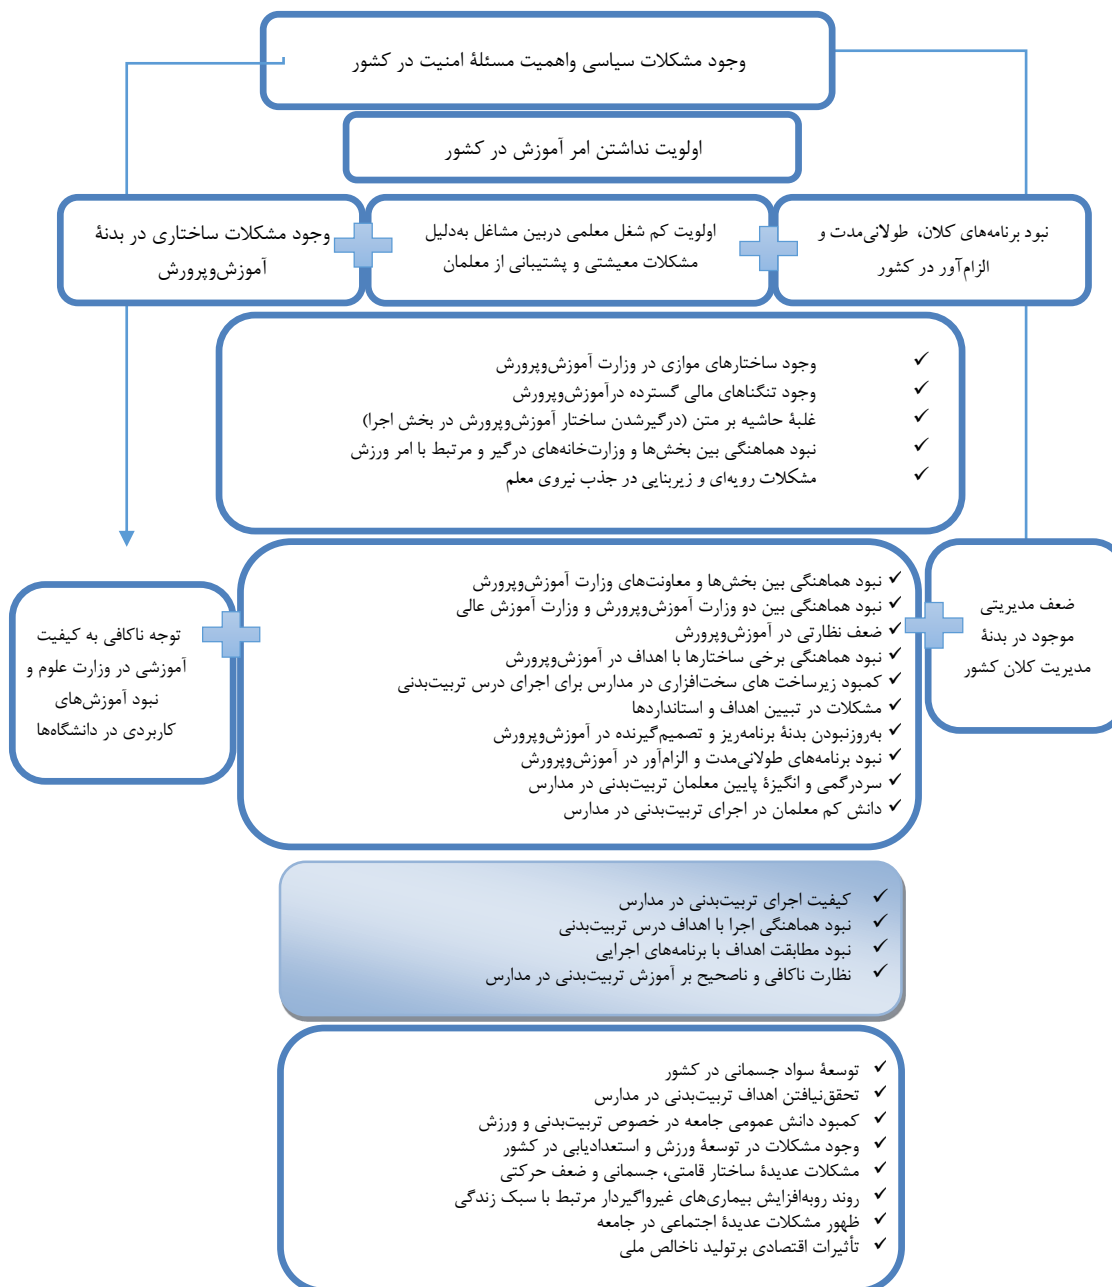 وجود مشکلات سیاسی واهمیت مسئلۀ امنیت در کشور
اولویت نداشتن امر آموزش در کشور
نبود برنامه‌های کلان، طولانی‌مدت و
الزام‌آور در کشور
اولویت کم شغل معلمی دربین مشاغل به‌دلیل
مشکلات معیشتی و پشتیبانی از معلمان
وجود مشکلات ساختاری در بدنۀ
آموزش‌وپرورش
✓ وجود ساختارهای موازی در وزارت آموزش‌وپرورش
✓ وجود تنگناهای مالی گسترده درآموزش‌وپرورش
✓ غلبۀ حاشیه بر متن (درگیرشدن ساختار آموزش‌وپرورش در بخش اجرا)
✓ نبود هماهنگی بین بخش‌ها و وزارت‌خانه‌های درگیر و مرتبط با امر ورزش
✓ مشکلات رویه‌ای و زیربنایی در جذب نیروی معلم
ضعف مدیریتی
موجود در بدنۀ
مدیریت کلان کشور
✓ نبود هماهنگی بین بخش‌ها و معاونت‌های وزارت آموزش‌وپرورش
✓ نبود هماهنگی بین دو وزارت آموزش‌وپرورش و وزارت آموزش عالی
✓ ضعف نظارتی در آموزش‌وپرورش
✓ نبود هماهنگی برخی ساختارها با اهداف در آموزش‌وپرورش
✓ کمبود زیرساخت های سخت‌افزاری در مدارس برای اجرای درس تربیت‌بدنی
✓ مشکلات در تبیین اهداف و استانداردها
✓ به‌روزنبودن بدنۀ برنامه‌ریز و تصمیم‌گیرنده در آموزش‌وپرورش
✓ نبود برنامه‌های طولانی‌مدت و الزام‌آور در آموزش‌وپرورش
✓ سردرگمی و انگیزۀ پایین معلمان تربیت‌بدنی در مدارس
✓ دانش کم معلمان در اجرای تربیت‌بدنی در مدارس
توجه ناکافی به کیفیت
آموزشی در وزارت علوم و
نبود آموزش‌های
کاربردی در دانشگاه‌ها
✓ کیفیت اجرای تربیت‌بدنی در مدارس
✓ نبود هماهنگی اجرا با اهداف درس تربیت‌بدنی
✓ نبود مطابقت اهداف با برنامه‌های اجرایی
✓ نظارت ناکافی و ناصحیح بر آموزش تربیت‌بدنی در مدارس
✓ توسعۀ سواد جسمانی در کشور
✓ تحقق‌نیافتن اهداف تربیت‌بدنی در مدارس
✓ کمبود دانش عمومی جامعه در خصوص تربیت‌بدنی و ورزش
✓ وجود مشکلات در توسعۀ ورزش و استعدادیابی در کشور
✓ مشکلات عدیدۀ ساختار قامتی، جسمانی و ضعف حرکتی
✓ روند روبه‌افزایش بیماری‌های غیرواگیردار مرتبط با سبک زندگی
✓ ظهور مشکلات عدیدۀ اجتماعی در جامعه
✓ تأثیرات اقتصادی برتولید ناخالص ملی